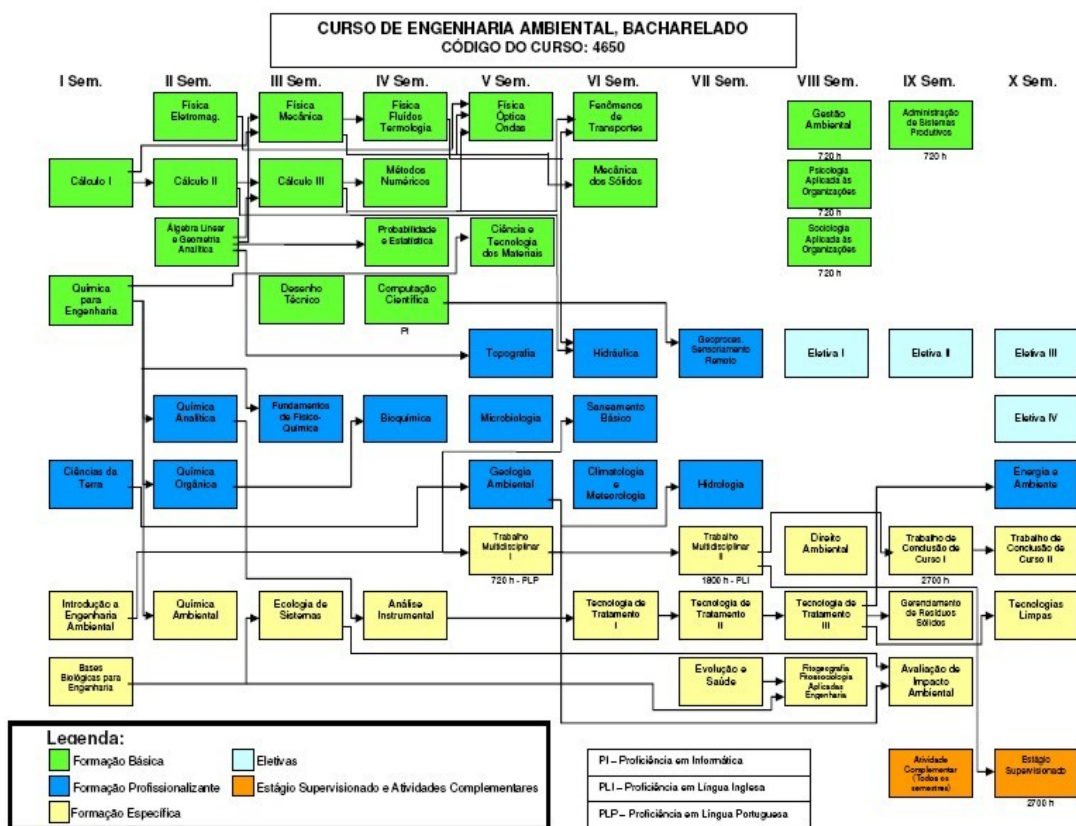 CURSO DE ENGENHARIA AMBIENTAL, BACHARELADO
CÓDIGO DO CURSO: 4650
I Sem.
II Sem.
III Sem.
IV Sem.
V Sem.
VI Sem.
VII Sem.
VIII Sem.
IX Sem.
X Sem.
Física
Eletromag.
Física
Mecânica
Física
Fluídos
Termologia
Física
Óptica
Ondas
Fenômenos
de
Transportes
Gestão
Ambiental
720 h
Administração
de Sistemas
Produtivos
720 h
Cálculo I
Cálculo II
Cálculo III
Métodos
Numéricos
Mecânica
dos Sólidos
Psicologia
Aplicada às
Organizações
720 h
Álgebra Linear
e Geometria
Analítica
Probabilidade
e Estatística
Ciência e
Tecnologia
dos Materiais
Sociologia
Aplicada às
Organizações
720 h
Química
para
Engenharia
Desenho
Técnico
Computação
Científica
PI
Topografia
Hidráulica
Geoproces.
Sensoriamento
Remoto
Eletiva I
Eletiva II
Eletiva III
Química
Analítica
Fundamentos
de Físico-
Química
Bioquímica
Microbiologia
Saneamento
Básico
Eletiva IV
Ciências da
Terra
Química
Orgânica
Geologia
Ambiental
Climatologia
e
Meteorologia
Hidrologia
Energia e
Ambiente
Trabalho
Multidisciplinar
I
720 h - PLP
Trabalho
Multidisciplinar
II
1800 h - PLI
Direito
Ambiental
Trabalho de
Conclusão de
Curso I
2700 h
Trabalho de
Conclusão de
Curso II
Introdução a
Engenharia
Ambiental
Química
Ambiental
Ecologia de
Sistemas
Análise
Instrumental
Tecnologia de
Tratamento
I
Tecnologia de
Tratamento
II
Tecnologia de
Tratamento
III
Gerenciamento
de Resíduos
Sólidos
Tecnologias
Limpas
Bases
Biológicas para
Engenharia
Evolução e
Saúde
Fitogeografia
Fitossociologia
Aplicadas
Engenharia
Avaliação de
Impacto
Ambiental
Atividade
Complementar
(Todos os
semestres)
Estágio
Supervisionado
2700 h
Legenda:
Formação Básica
Eletivas
Formação Profissionalizante
Estágio Supervisionado e Atividades Complementares
Formação Específica
PI – Proficiência em Informática
PLI – Proficiência em Língua Inglesa
PLP – Proficiência em Língua Portuguesa